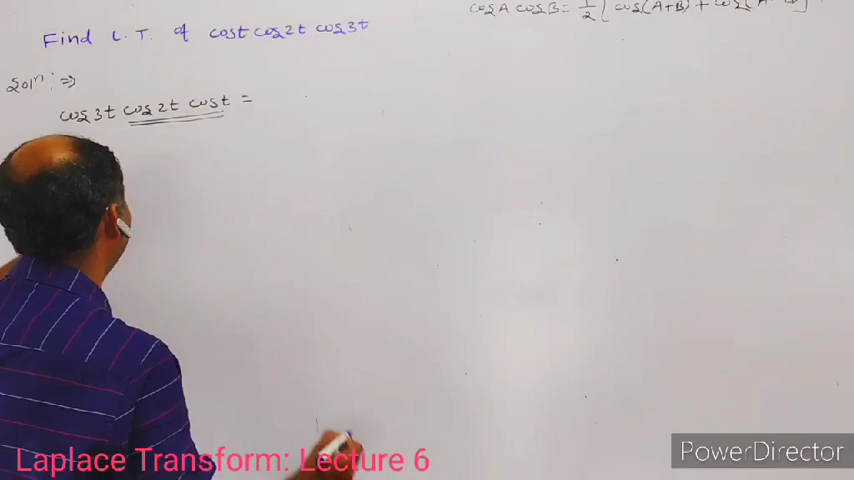 Find L.T. of cost cos2t cos3t
cosA cosB = 1/2 [ cos(A+B) + cos(A-B) ]
Solⁿ: ⇒
cos3t cos2t cost =
Laplace Transform: Lecture 6
PowerDirector